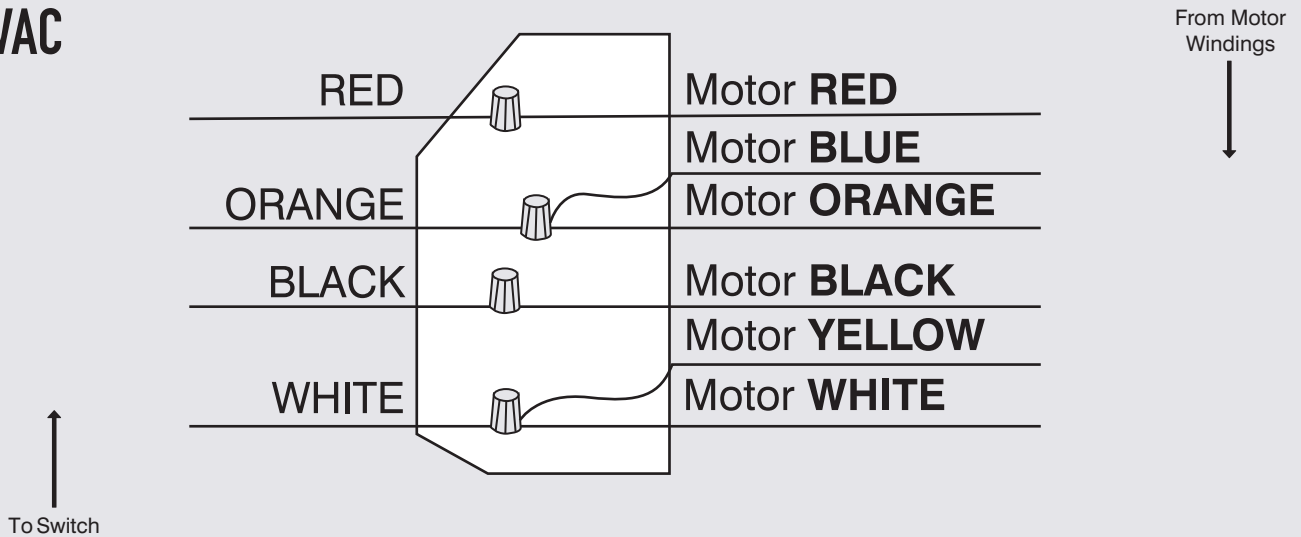 VAC
From Motor
Windings
RED
Motor RED
Motor BLUE
ORANGE
Motor ORANGE
BLACK
Motor BLACK
Motor YELLOW
WHITE
Motor WHITE
To Switch